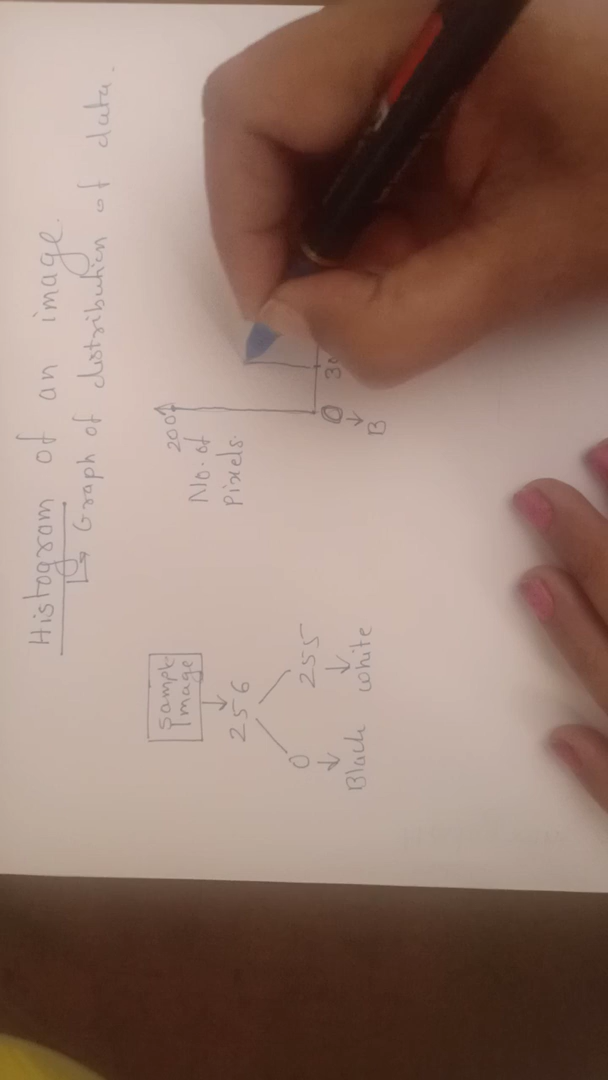 Histogram of an image.
↳ Graph of distribution of data.
Sample
Image
256
0 255
↓ ↓
Black white
200
No. of
Pixels.
0 30
↓
B